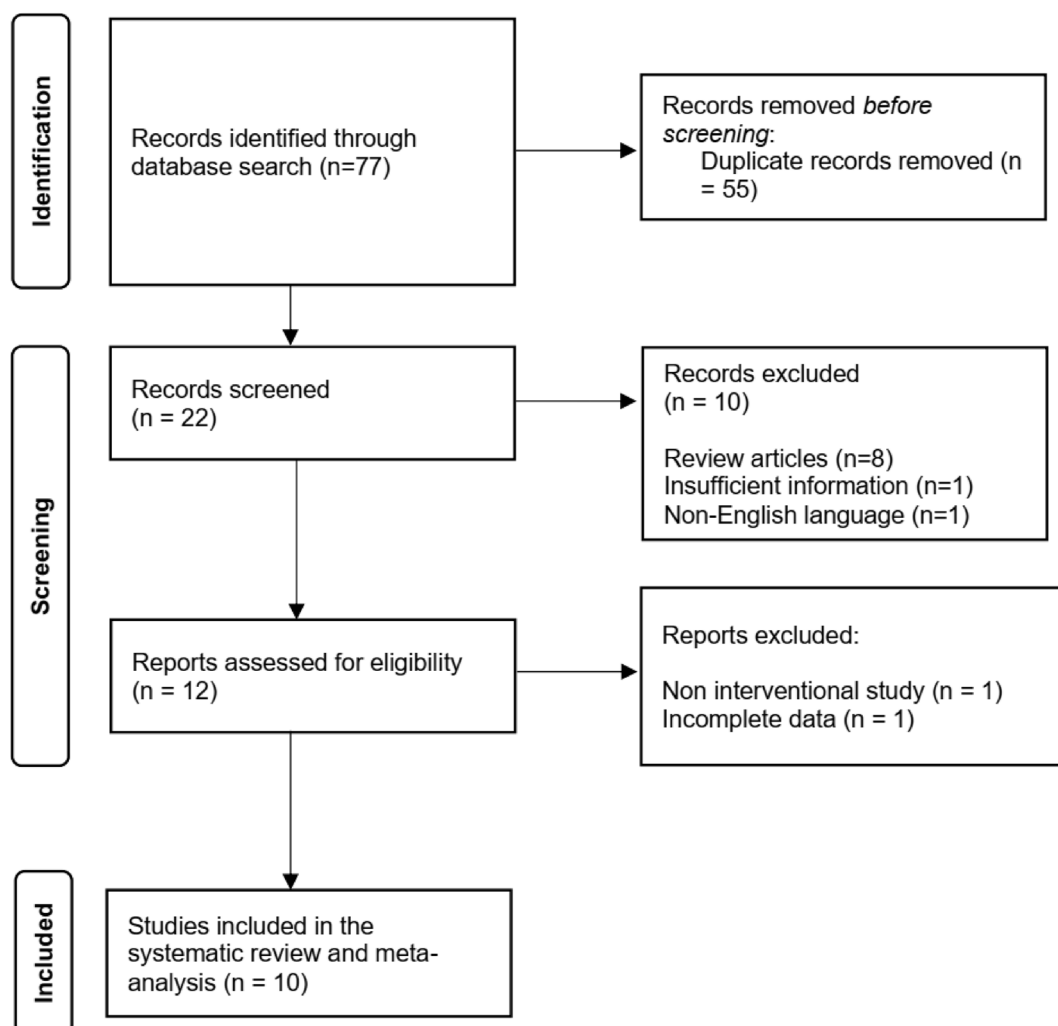 Identification
Records identified through
database search (n=77)
Records removed before
screening:
Duplicate records removed (n
= 55)
Screening
Records screened
(n = 22)
Records excluded
(n = 10)
Review articles (n=8)
Insufficient information (n=1)
Non-English language (n=1)
Reports assessed for eligibility
(n = 12)
Reports excluded:
Non interventional study (n = 1)
Incomplete data (n = 1)
Included
Studies included in the
systematic review and meta-
analysis (n = 10)